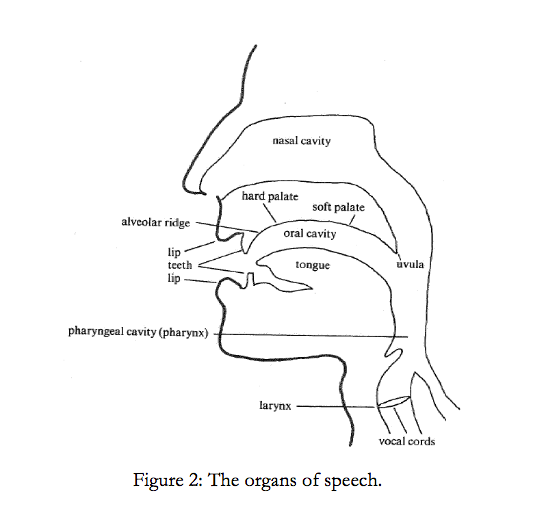 nasal cavity
hard palate
soft palate
alveolar ridge
oral cavity
lip
teeth
tongue
uvula
lip
pharyngeal cavity (pharynx)
larynx
vocal cords
Figure 2: The organs of speech.